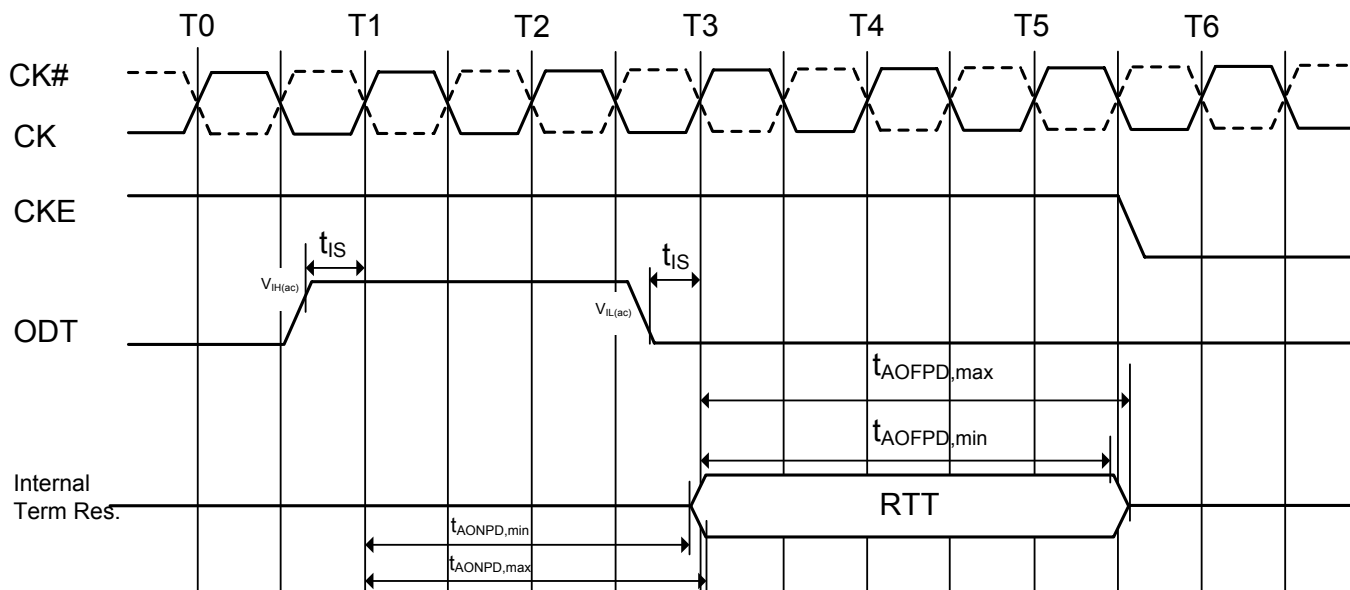 T0 T1 T2 T3 T4 T5 T6
CK#
CK
CKE
tIS
tIS
VIH(ac)
VIL(ac)
ODT
tAOFPD,max
tAOFPD,min
Internal
Term Res.
RTT
tAONPD,min
tAONPD,max